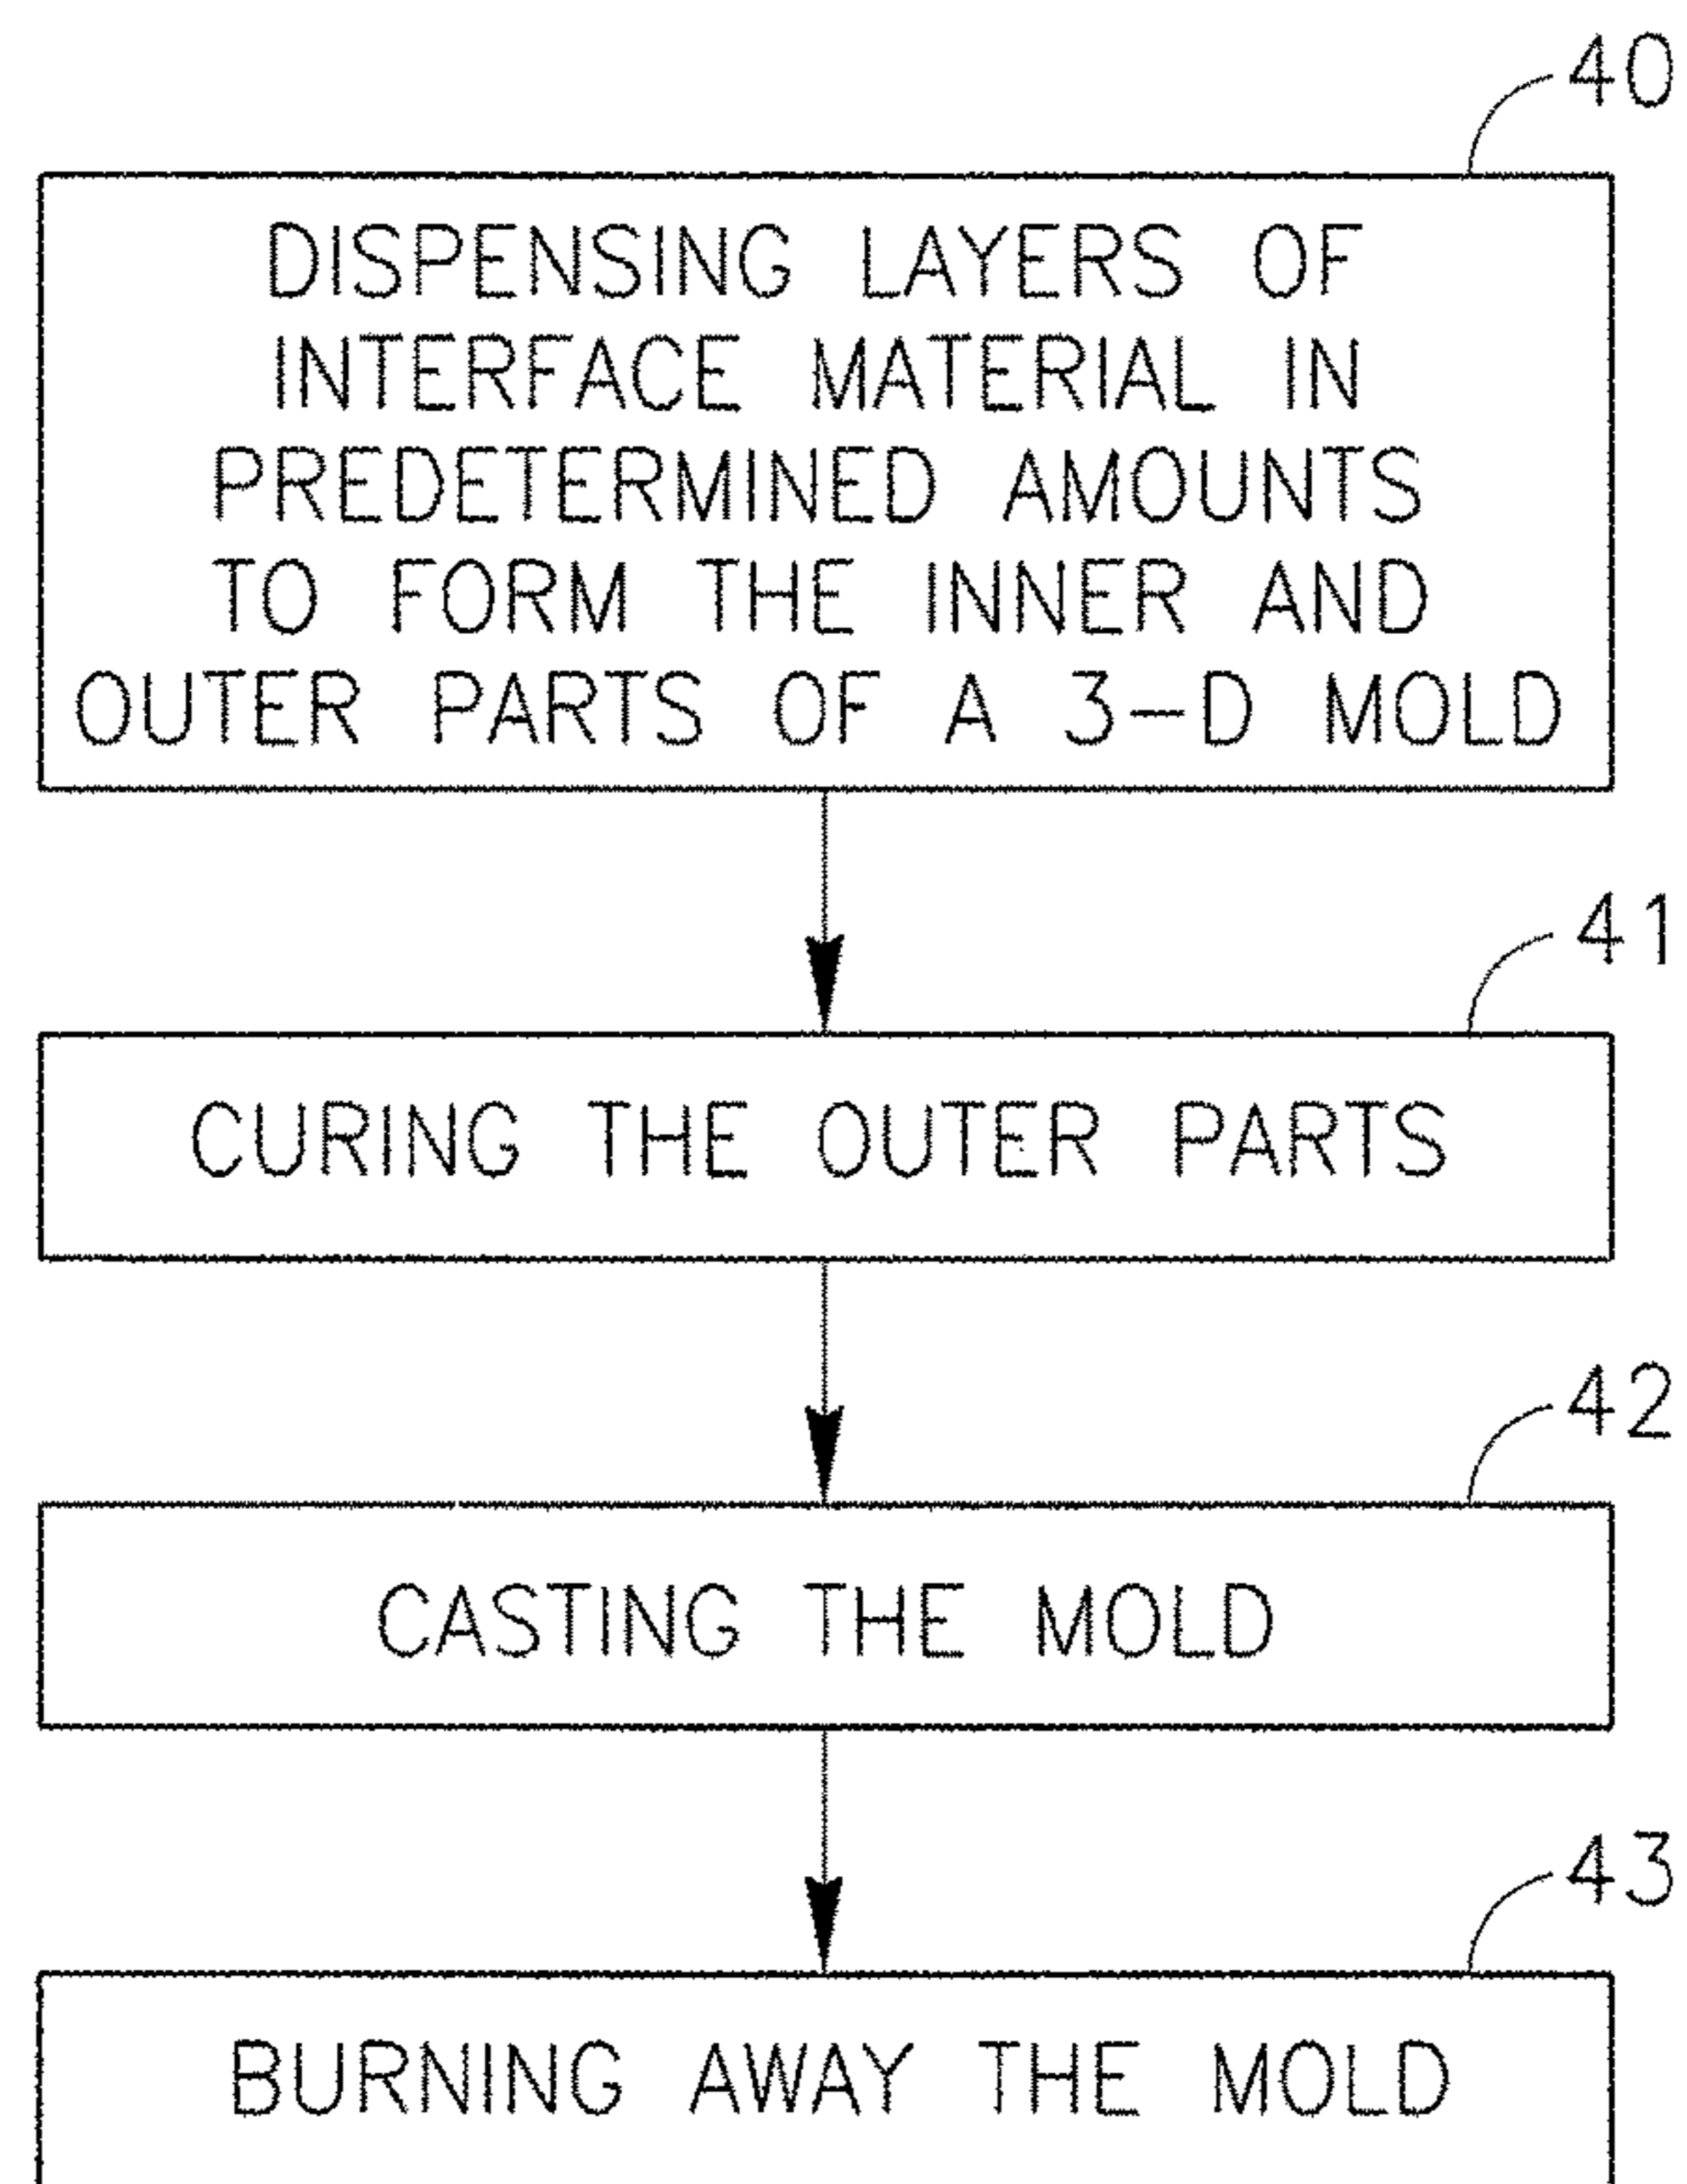 40
DISPENSING LAYERS OF
INTERFACE MATERIAL IN
PREDETERMINED AMOUNTS
TO FORM THE INNER AND
OUTER PARTS OF A 3-D MOLD
41
CURING THE OUTER PARTS
42
CASTING THE MOLD
43
BURNING AWAY THE MOLD